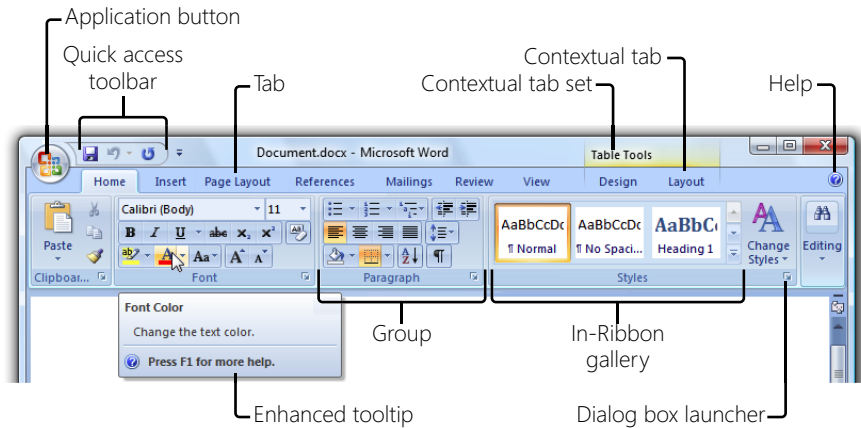 Application button
Quick access
toolbar
Tab
Contextual tab
Contextual tab set
Help
Document.docx - Microsoft Word
Table Tools
Home Insert Page Layout References Mailings Review View Design Layout
Calibri (Body) 11
B I U abc x₂ x²
ab A Aa A A
Paste
Clipboar...
Font
Paragraph
AaBbCcDc AaBbCcDc AaBbC
¶ Normal ¶ No Spaci... Heading 1
Change
Styles
Styles
Editing
Font Color
Change the text color.
Press F1 for more help.
Group
In-Ribbon
gallery
Enhanced tooltip
Dialog box launcher